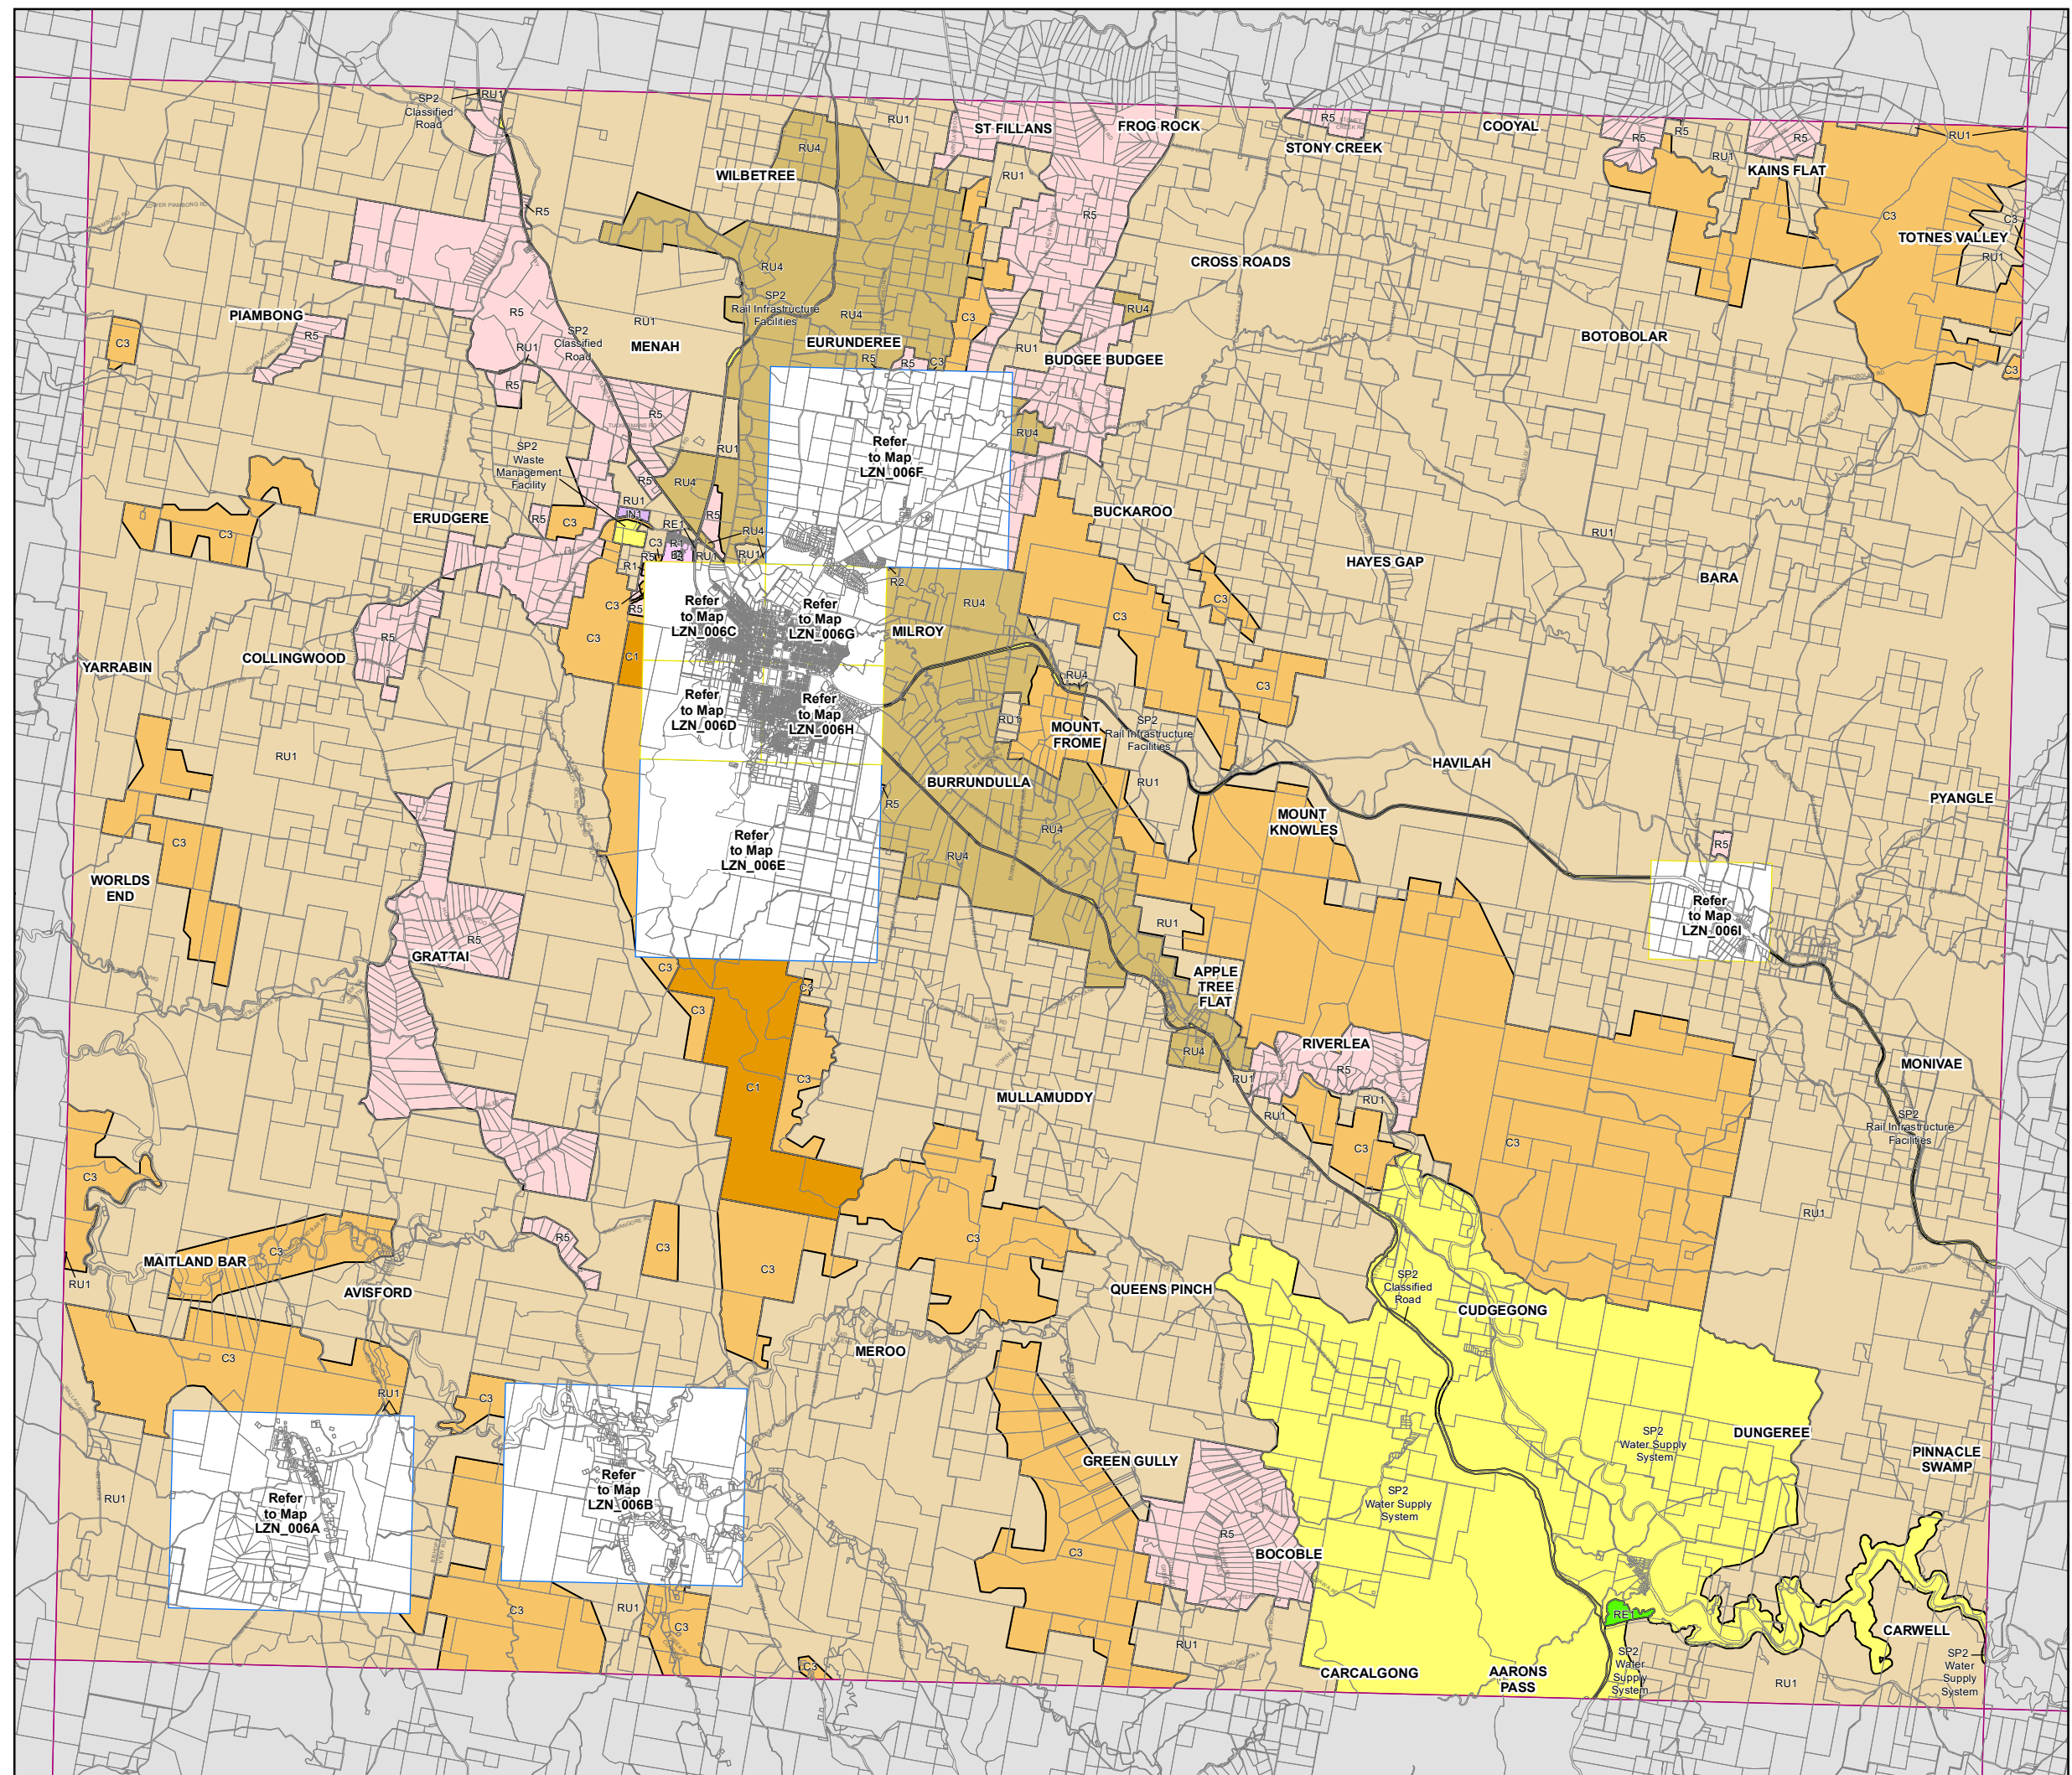 RU1
SP2
Classified
Road
RU1
ST FILLANS
FROG ROCK
R5
COOYAL
STONY CREEK
R5
R5
RU1
R5
RU1
KAINS FLAT
RU4
WILBETREE
RU1
R5
R5
C3
C3
TOTNES VALLEY
RU1
CROSS ROADS
RU4
SP2
Rail Infrastructure
Facilities
RU4
C3
RU4
PIAMBONG
R5
C3
R5
RU1
SP2
Classified
Road
RU1
MENAH
EURUNDEREE
R5
R5
C3
RU1
BUDGEE BUDGEE
BOTOBOLAR
C3
R5
R5
TUCKERMANS RD
RU1
RU4
Refer
to Map
LZN_006F
SP2
Waste
Management
Facility
R5
RU4
RU1
IN1
R5
ERUDGERE
R5
C3
RE1
RU4
BUCKAROO
RU1
C3
C3
R1
B2
RU1
RU1
R5
R1
HAYES GAP
BARA
R2
RU4
C3
R5
C3
C3
Refer
to Map
LZN_006C
Refer
to Map
LZN_006G
MILROY
C3
R5
C3
C1
YARRABIN
COLLINGWOOD
RU4
C3
Refer
to Map
LZN_006D
Refer
to Map
LZN_006H
RU1
MOUNT
FROME
SP2
Rail Infrastructure
Facilities
RU1
HAVILAH
BURRUNDULLA
RU1
R5
PYANGLE
MOUNT
KNOWLES
RU4
C3
Refer
to Map
LZN_006E
RU4
R5
WORLDS
END
Refer
to Map
LZN_006I
RU1
R5
GRATTAI
C3
C3
C3
APPLE
TREE
FLAT
RIVERLEA
R5
RU4
RU1
MONIVAE
C1
C3
MULLAMUDDY
RU1
RU1
SP2
Rail Infrastructure
Facilities
C3
C3
C3
RU1
R5
C3
C3
C3
C3
MAITLAND BAR
RU1
AVISFORD
QUEENS PINCH
SP2
Classified
Road
CUDGEGONG
MEROO
C3
RU1
C3
DUNGEREE
SP2
Water Supply
System
PINNACLE
SWAMP
GREEN GULLY
Refer
to Map
LZN_006B
SP2
Water Supply
System
RU1
Refer
to Map
LZN_006A
R5
C3
BOCOBLE
C3
RU1
C3
RE1
CARWELL
RU1
C3
CARCALGONG
AARONS
PASS
SP2
Water
Supply
System
RU1
SP2
Water
Supply
System